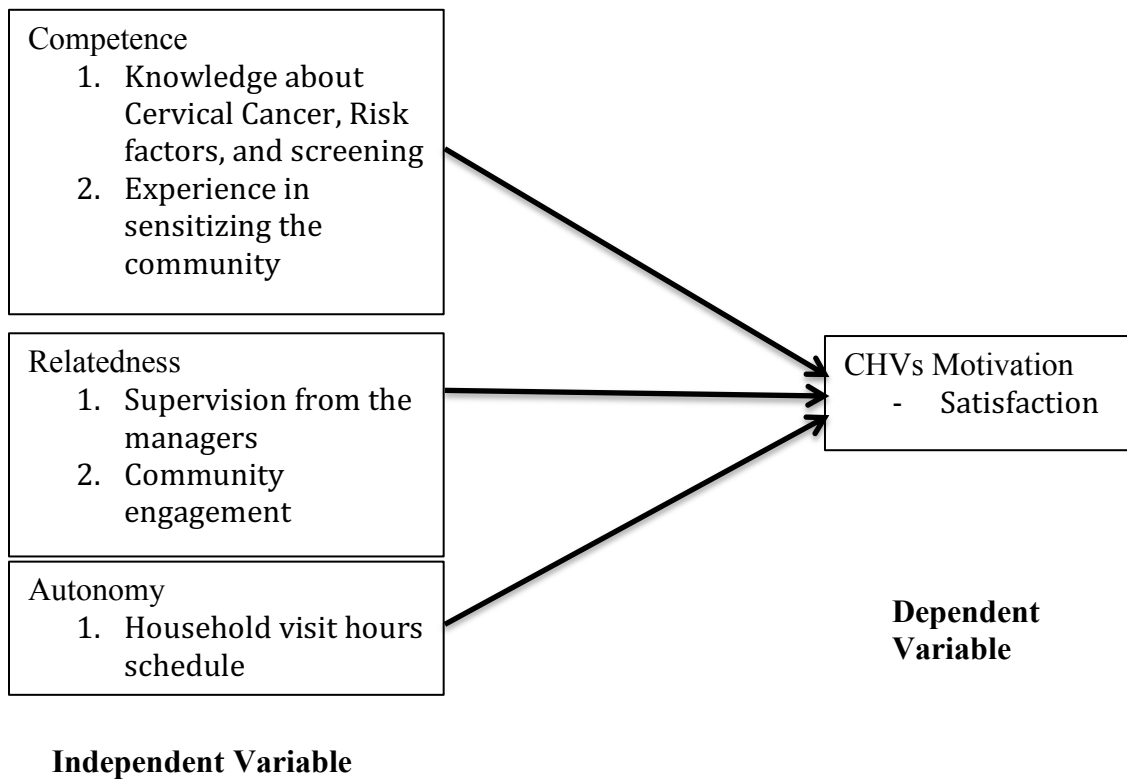 Competence
1. Knowledge about
Cervical Cancer, Risk
factors, and screening
2. Experience in
sensitizing the
community
Relatedness
1. Supervision from the
managers
2. Community
engagement
Autonomy
1. Household visit hours
schedule
Independent Variable
CHVs Motivation
- Satisfaction
Dependent
Variable